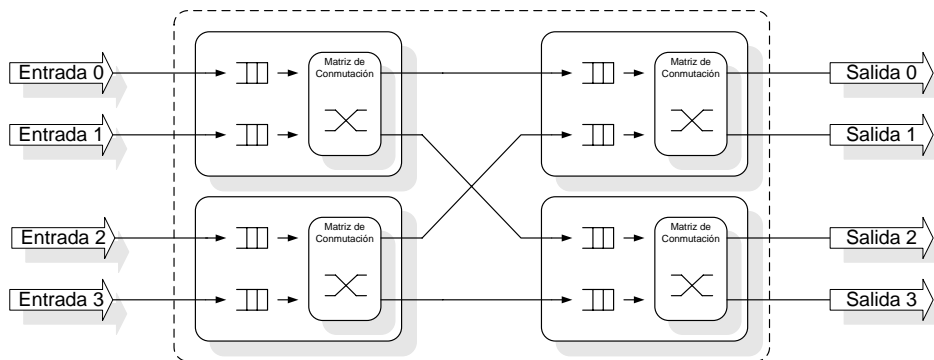 Entrada 0
Matriz de
Conmutación
Matriz de
Conmutación
Salida 0
Entrada 1
Salida 1
Entrada 2
Matriz de
Conmutación
Matriz de
Conmutación
Salida 2
Entrada 3
Salida 3